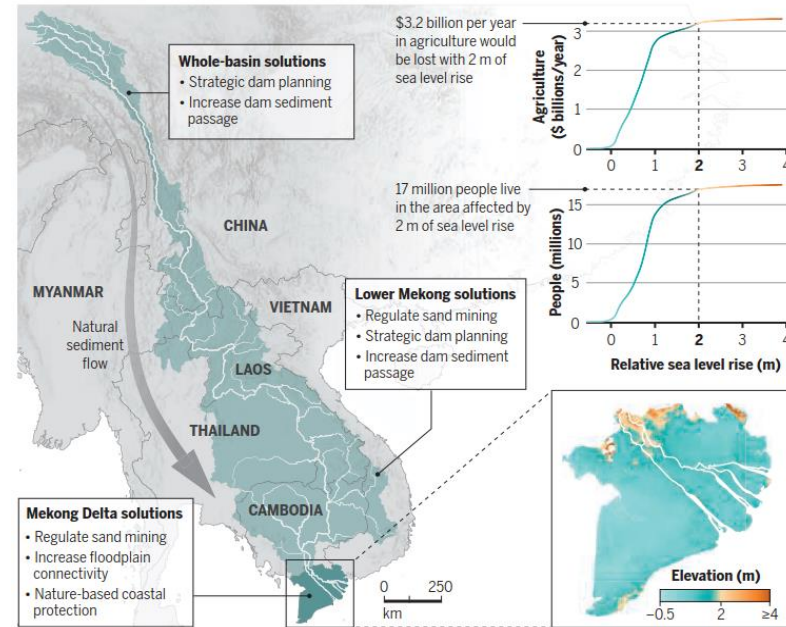 Whole-basin solutions
• Strategic dam planning
• Increase dam sediment
passage
CHINA
MYANMAR
VIETNAM
Natural
sediment
flow
LAOS
THAILAND
CAMBODIA
Lower Mekong solutions
• Regulate sand mining
• Strategic dam planning
• Increase dam sediment
passage
Mekong Delta solutions
• Regulate sand mining
• Increase floodplain
connectivity
• Nature-based coastal
protection
0 250
km
$3.2 billion per year
in agriculture would
be lost with 2 m of
sea level rise
Agriculture
($ billions/year)
3
2
1
0
0 1 2 3 4
17 million people live
in the area affected by
2 m of sea level rise
People (millions)
15
10
5
0
0 1 2 3 4
Relative sea level rise (m)
Elevation (m)
–0.5 2 ≥4